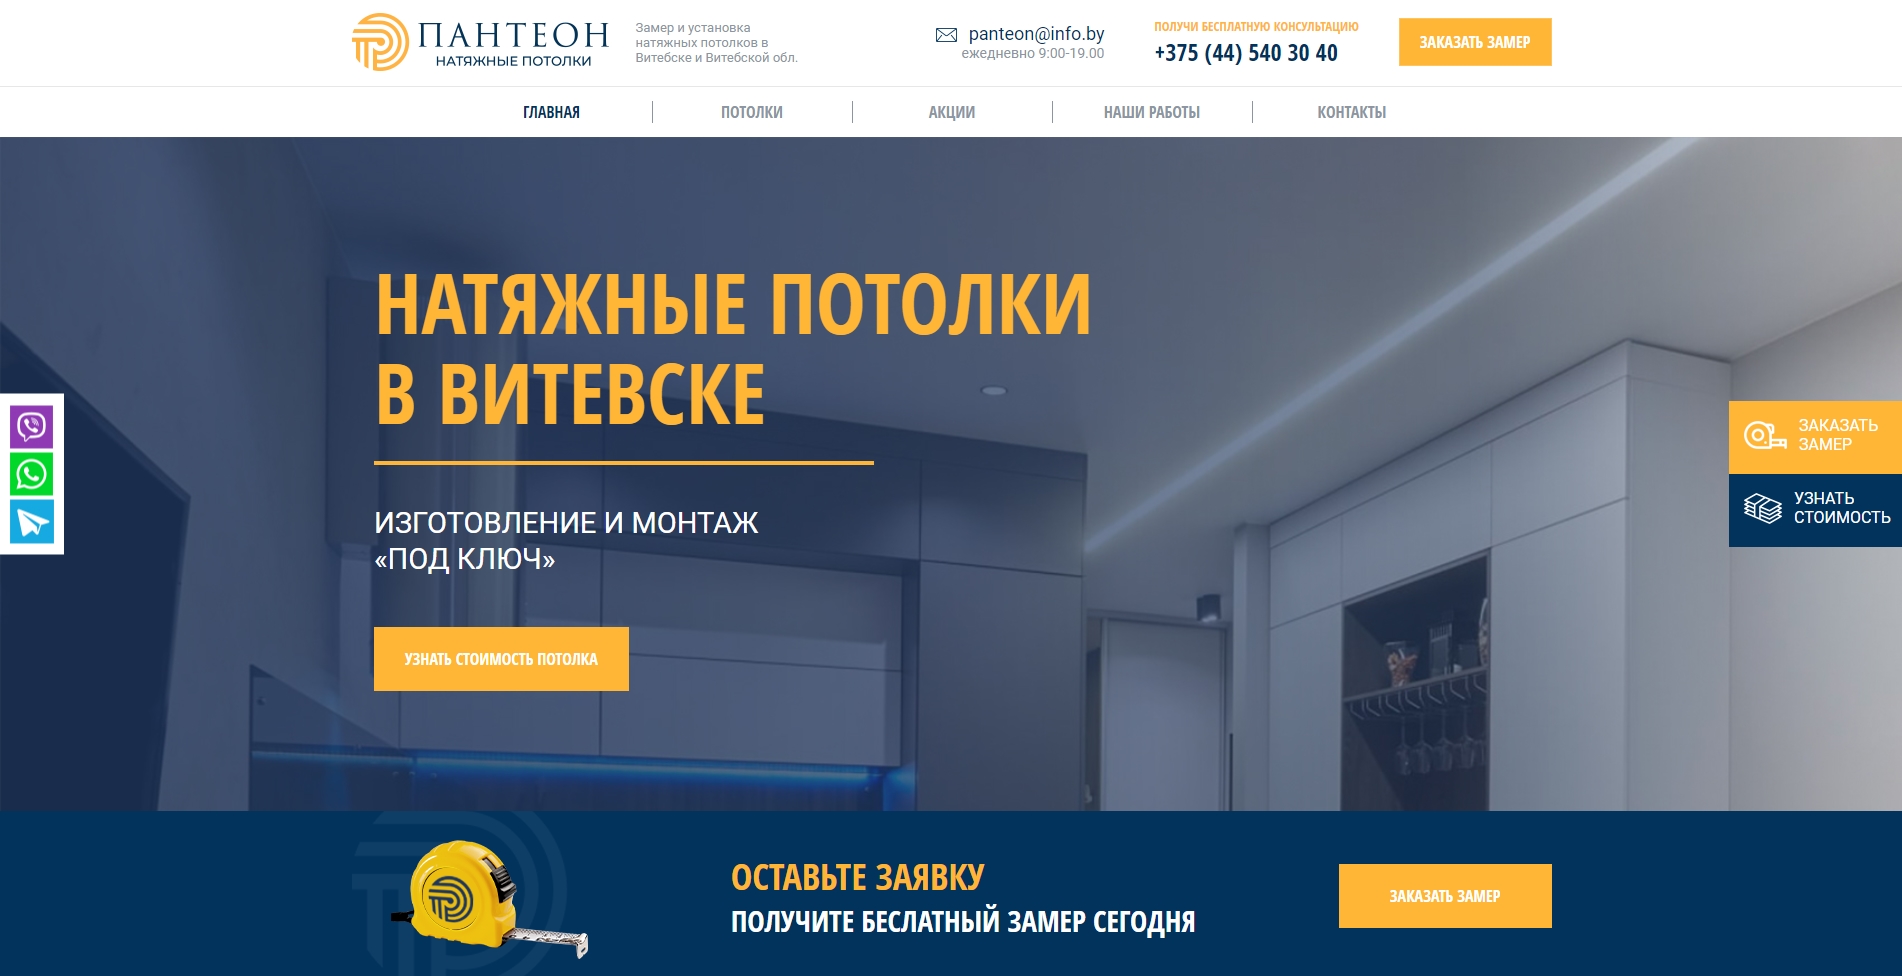 ПАНТЕОН
НАТЯЖНЫЕ ПОТОЛКИ
Замер и установка
натяжных потолков в
Витебске и Витебской обл.
panteon@info.by
ежедневно 9:00-19.00
ПОЛУЧИ БЕСПЛАТНУЮ КОНСУЛЬТАЦИЮ
+375 (44) 540 30 40
ЗАКАЗАТЬ ЗАМЕР
ГЛАВНАЯ
ПОТОЛКИ
АКЦИИ
НАШИ РАБОТЫ
КОНТАКТЫ
НАТЯЖНЫЕ ПОТОЛКИ
В ВИТЕВСКЕ
ИЗГОТОВЛЕНИЕ И МОНТАЖ
«ПОД КЛЮЧ»
УЗНАТЬ СТОИМОСТЬ ПОТОЛКА
ЗАКАЗАТЬ
ЗАМЕР
УЗНАТЬ
СТОИМОСТЬ
ОСТАВЬТЕ ЗАЯВКУ
ПОЛУЧИТЕ БЕСЛАТНЫЙ ЗАМЕР СЕГОДНЯ
ЗАКАЗАТЬ ЗАМЕР